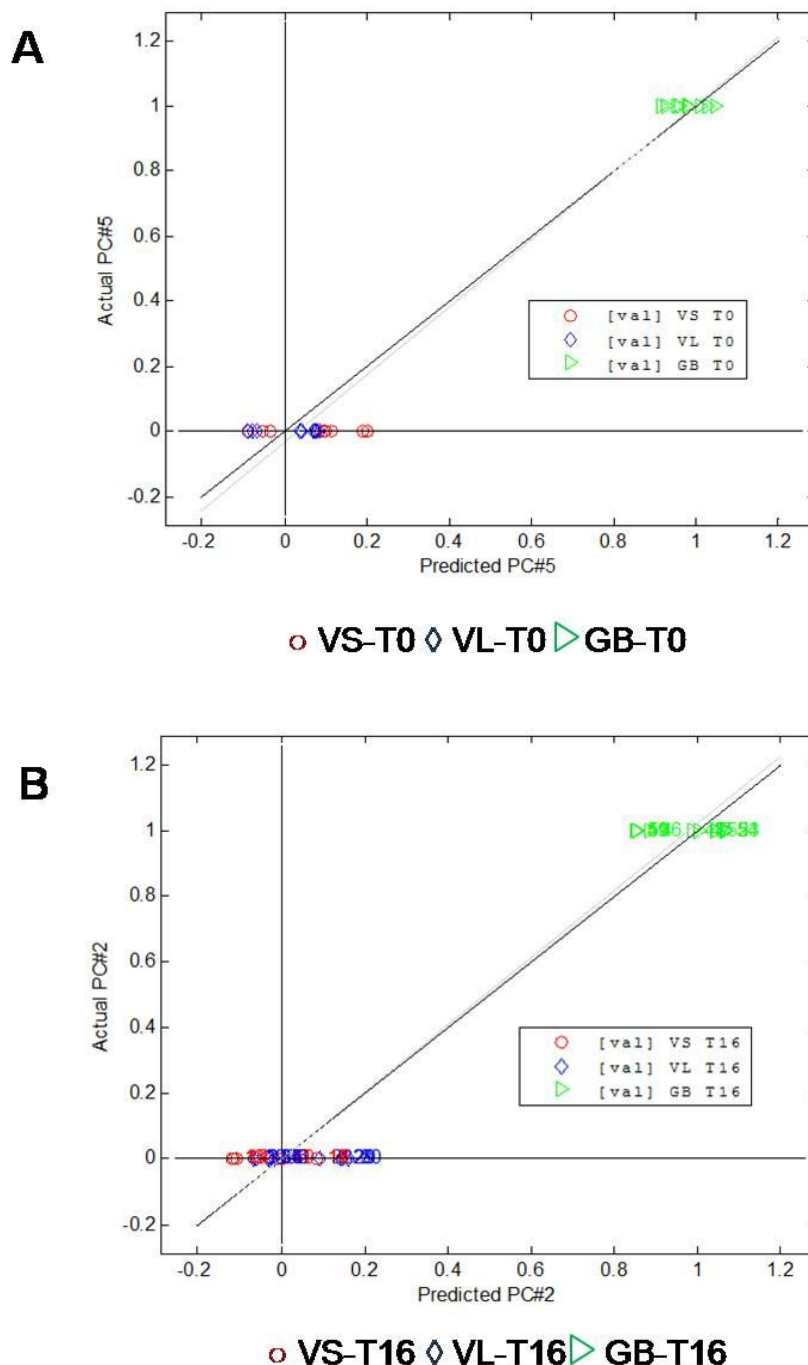 A
1.2
1
0.8
0.6
0.4
0.2
0
-0.2
Actual PC#5
[val] VS T0
[val] VL T0
[val] GB T0
-0.2 0 0.2 0.4 0.6 0.8 1 1.2
Predicted PC#5
VS-T0 VL-T0 GB-T0
B
1.2
1
0.8
0.6
0.4
0.2
0
-0.2
Actual PC#2
[val] VS T16
[val] VL T16
[val] GB T16
-0.2 0 0.2 0.4 0.6 0.8 1 1.2
Predicted PC#2
VS-T16 VL-T16 GB-T16